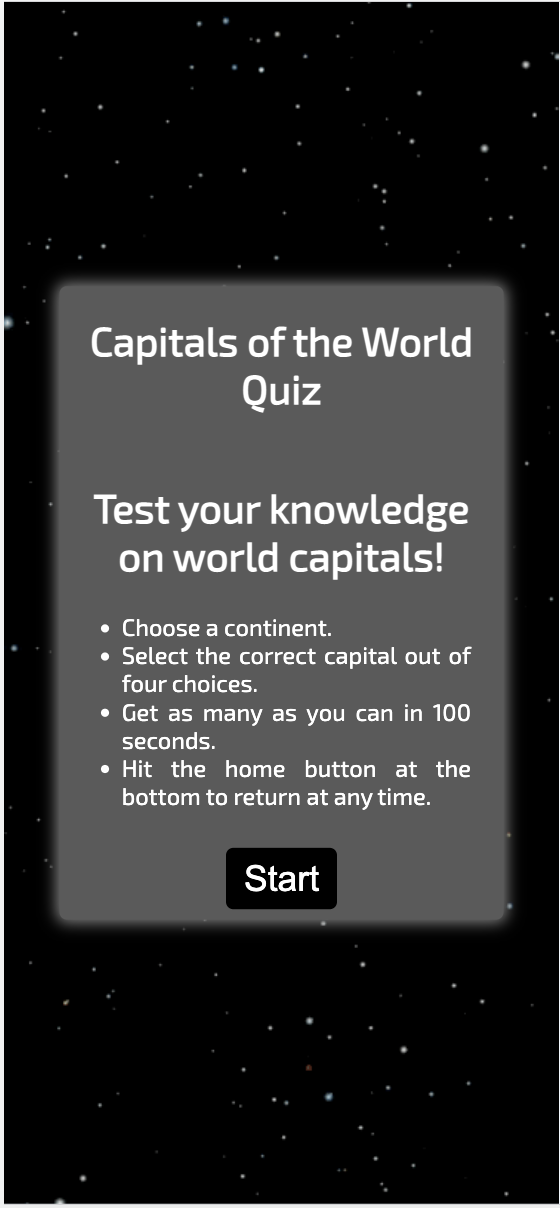 Capitals of the World
Quiz
Test your knowledge
on world capitals!
• Choose a continent.
• Select the correct capital out of
four choices.
• Get as many as you can in 100
seconds.
• Hit the home button at the
bottom to return at any time.
Start